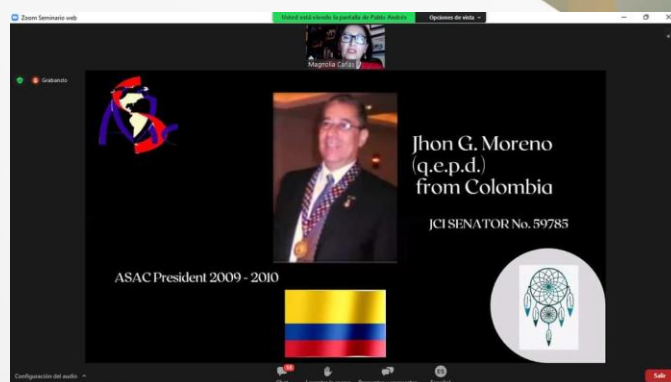 Zoom Seminario web
Usted está viendo la pantalla de Pablo Andrés
Opciones de vista
Magnolia Cañas
Grabando
Jhon G. Moreno
(q.e.p.d.)
from Colombia
JCI SENATOR No. 59785
ASAC President 2009 - 2010
Configuración del audio
ES
Salir